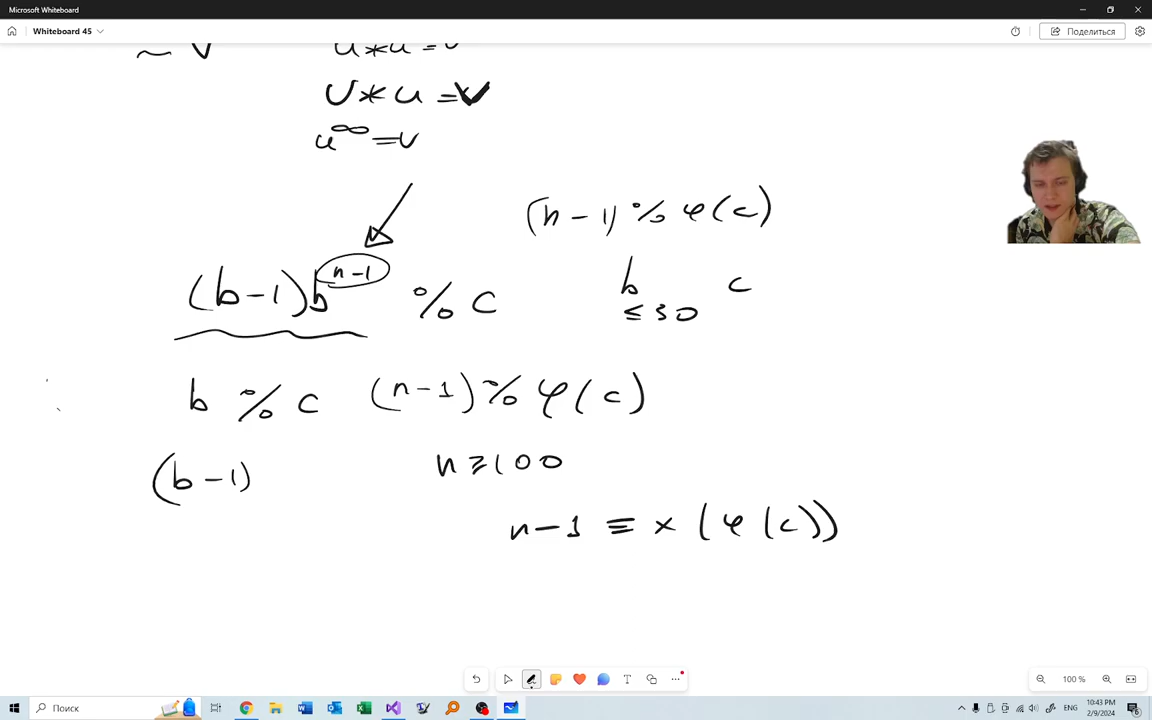 Microsoft Whiteboard
Whiteboard 45
Поделиться
~ V
u*u = v
U*u = v
u^∞ = v
(n-1) % φ(c)
(b-1)b^(n-1) % c
b c
≤ 30
b % c (n-1) % φ(c)
(b-1) n ≥ 100
n-1 ≡ x (φ(c))
100 %
Поиск
ENG
10:43 PM
2/9/2024